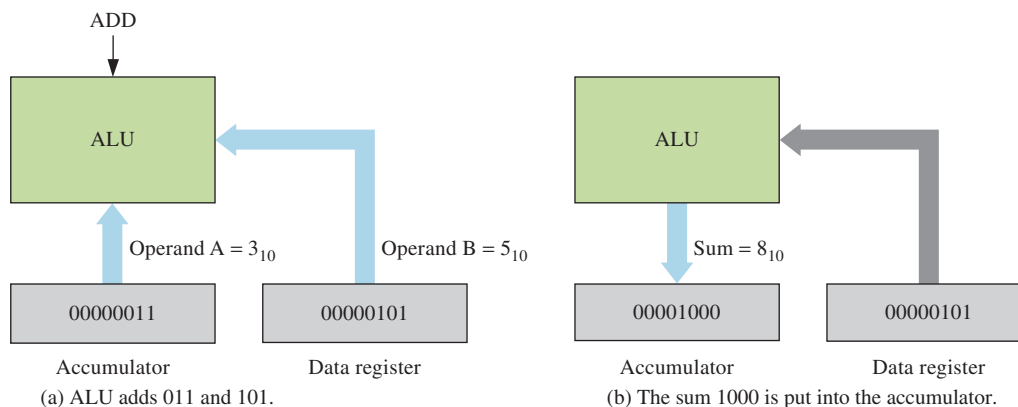 ADD
ALU
Operand A = 3₁₀
Operand B = 5₁₀
00000011
00000101
Accumulator
Data register
(a) ALU adds 011 and 101.
ALU
Sum = 8₁₀
00001000
00000101
Accumulator
Data register
(b) The sum 1000 is put into the accumulator.